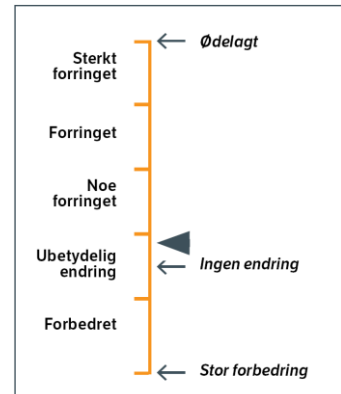 Ødelagt
Sterkt
forringet
Forringet
Noe
forringet
Ubetydelig
endring
Ingen endring
Forbedret
Stor forbedring